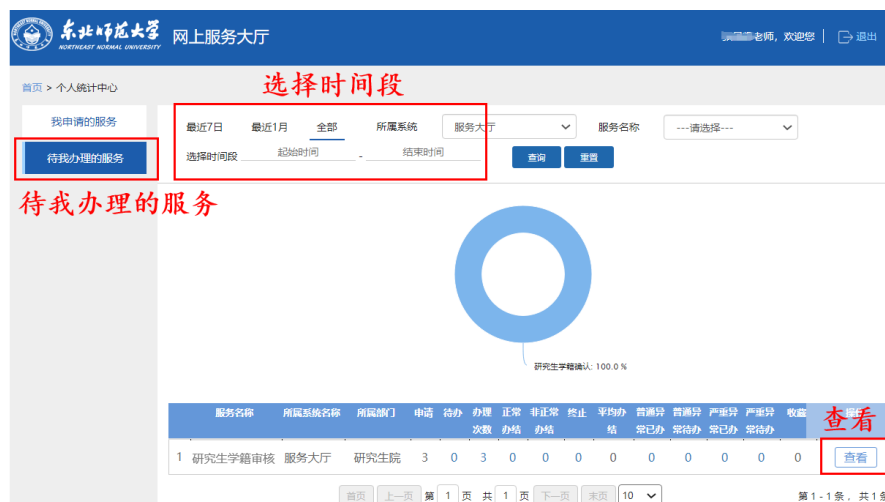 东北师范大学 网上服务大厅
NORTHEAST NORMAL UNIVERSITY
老师，欢迎您 | 退出
首页 > 个人统计中心
选择时间段
我申请的服务
待我办理的服务
待我办理的服务
最近7日 最近1月 全部 所属系统 服务大厅 服务名称 ---请选择---
选择时间段 起始时间 - 结束时间 查询 重置
研究生学籍确认: 100.0 %
服务名称 所属系统名称 所属部门 申请 待办 办理次数 正常办结 非正常办结 终止 平均办结 普通异常已办 普通异常待办 严重异常已办 严重异常待办 收藏
查看
1 研究生学籍审核 服务大厅 研究生院 3 0 3 0 0 0 0 0 0 0 0 0 查看
首页 上一页 第 1 页 共 1 页 下一页 末页 10 第 1 - 1 条, 共 1 条